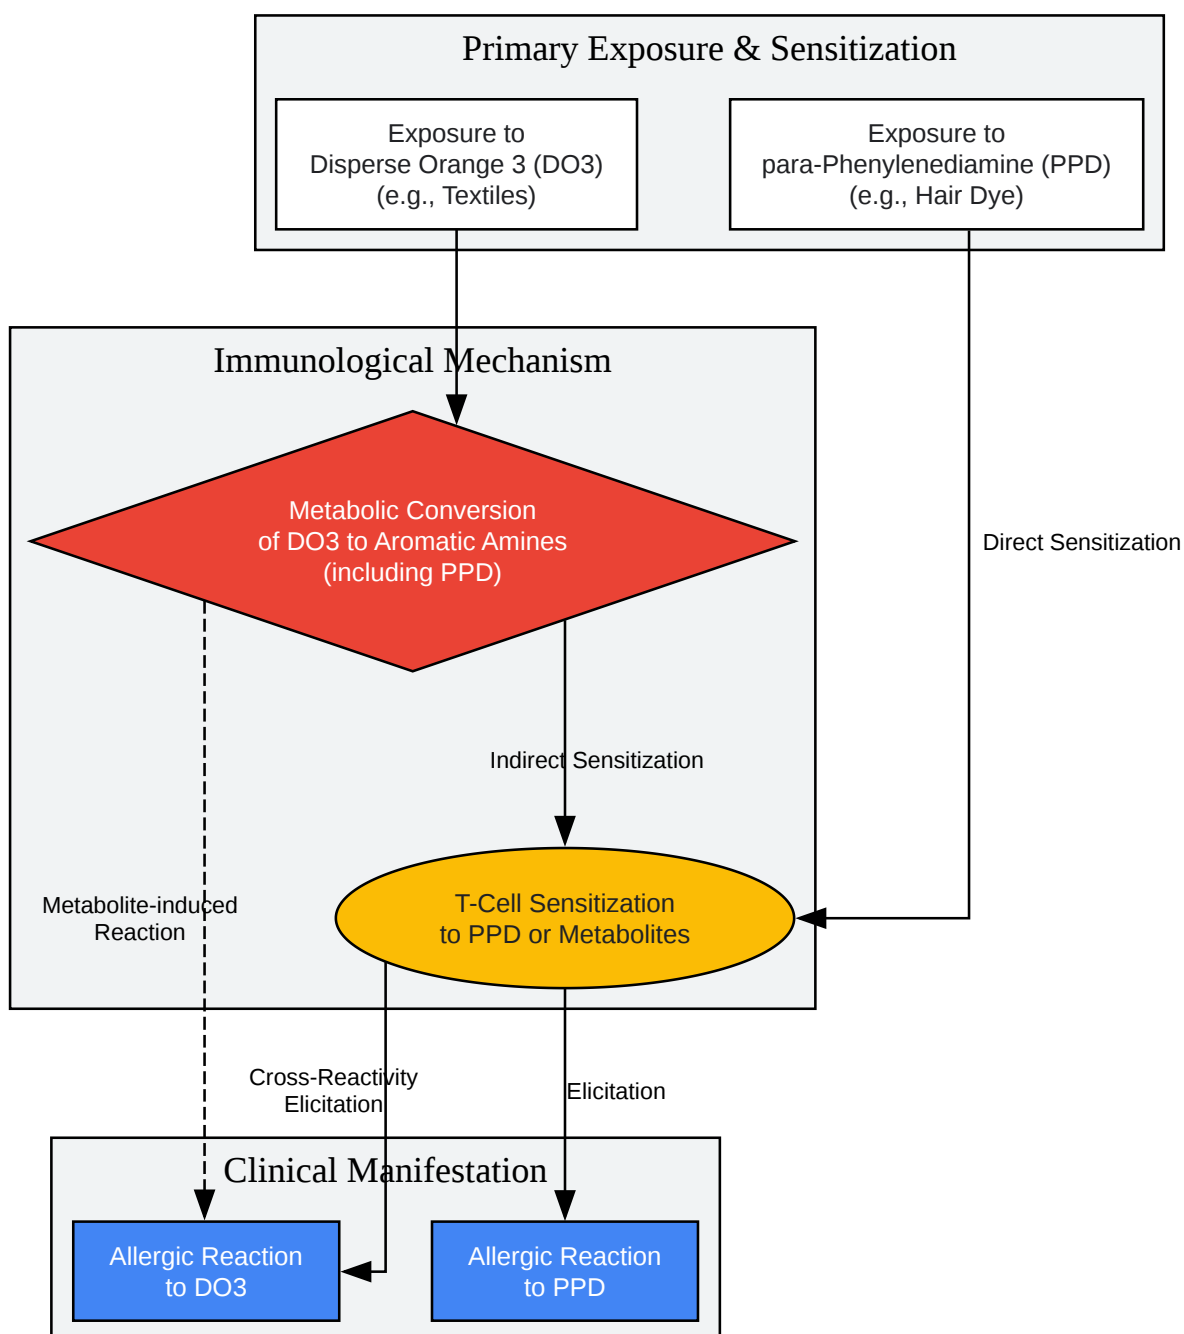 Primary Exposure & Sensitization
Exposure to
Disperse Orange 3 (DO3)
(e.g., Textiles)
Exposure to
para-Phenylenediamine (PPD)
(e.g., Hair Dye)
Immunological Mechanism
Metabolic Conversion
of DO3 to Aromatic Amines
(including PPD)
Direct Sensitization
Indirect Sensitization
T-Cell Sensitization
to PPD or Metabolites
Metabolite-induced
Reaction
Cross-Reactivity
Elicitation
Elicitation
Clinical Manifestation
Allergic Reaction
to DO3
Allergic Reaction
to PPD